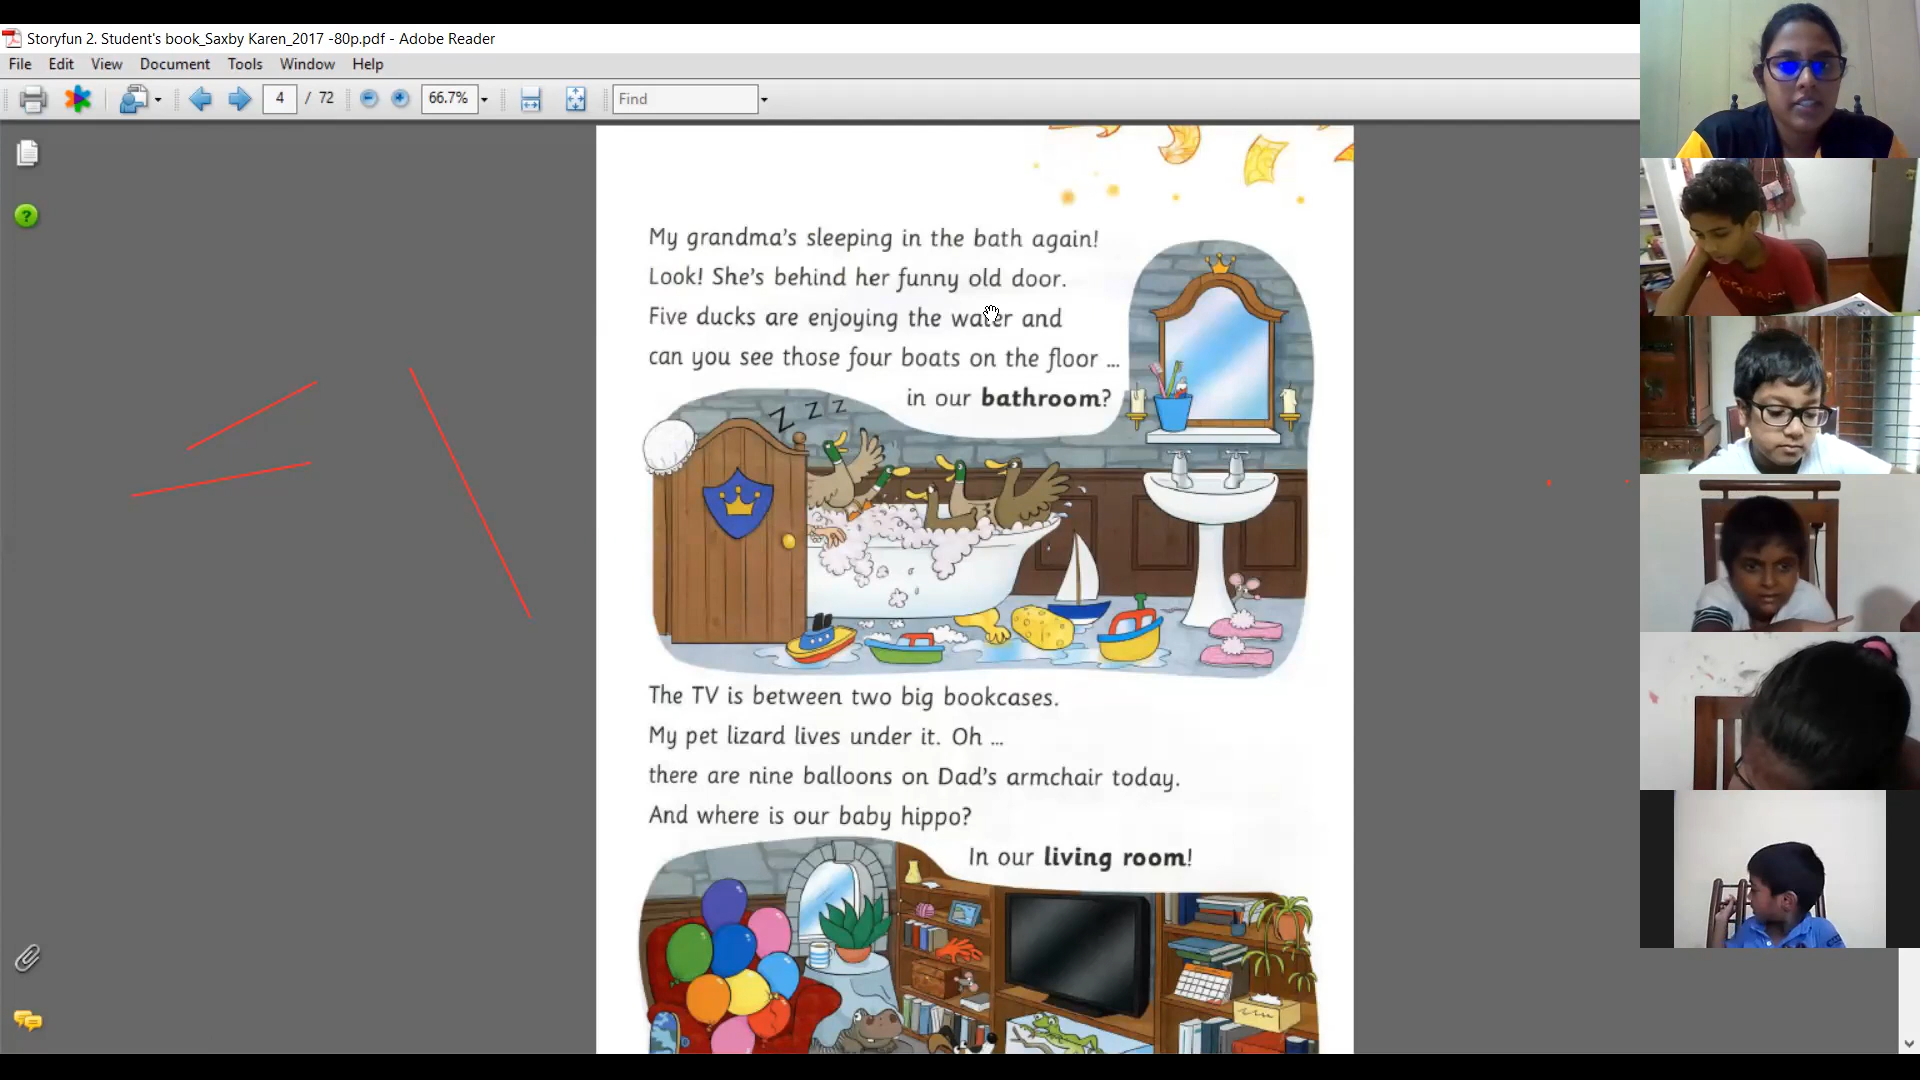 Storyfun 2. Student's book_Saxby Karen_2017 -80p.pdf - Adobe Reader
File Edit View Document Tools Window Help
4 / 72 66.7% Find
My grandma's sleeping in the bath again!
Look! She's behind her funny old door.
Five ducks are enjoying the water and
can you see those four boats on the floor ...
in our bathroom?
Z Z Z
The TV is between two big bookcases.
My pet lizard lives under it. Oh ...
there are nine balloons on Dad's armchair today.
And where is our baby hippo?
In our living room!